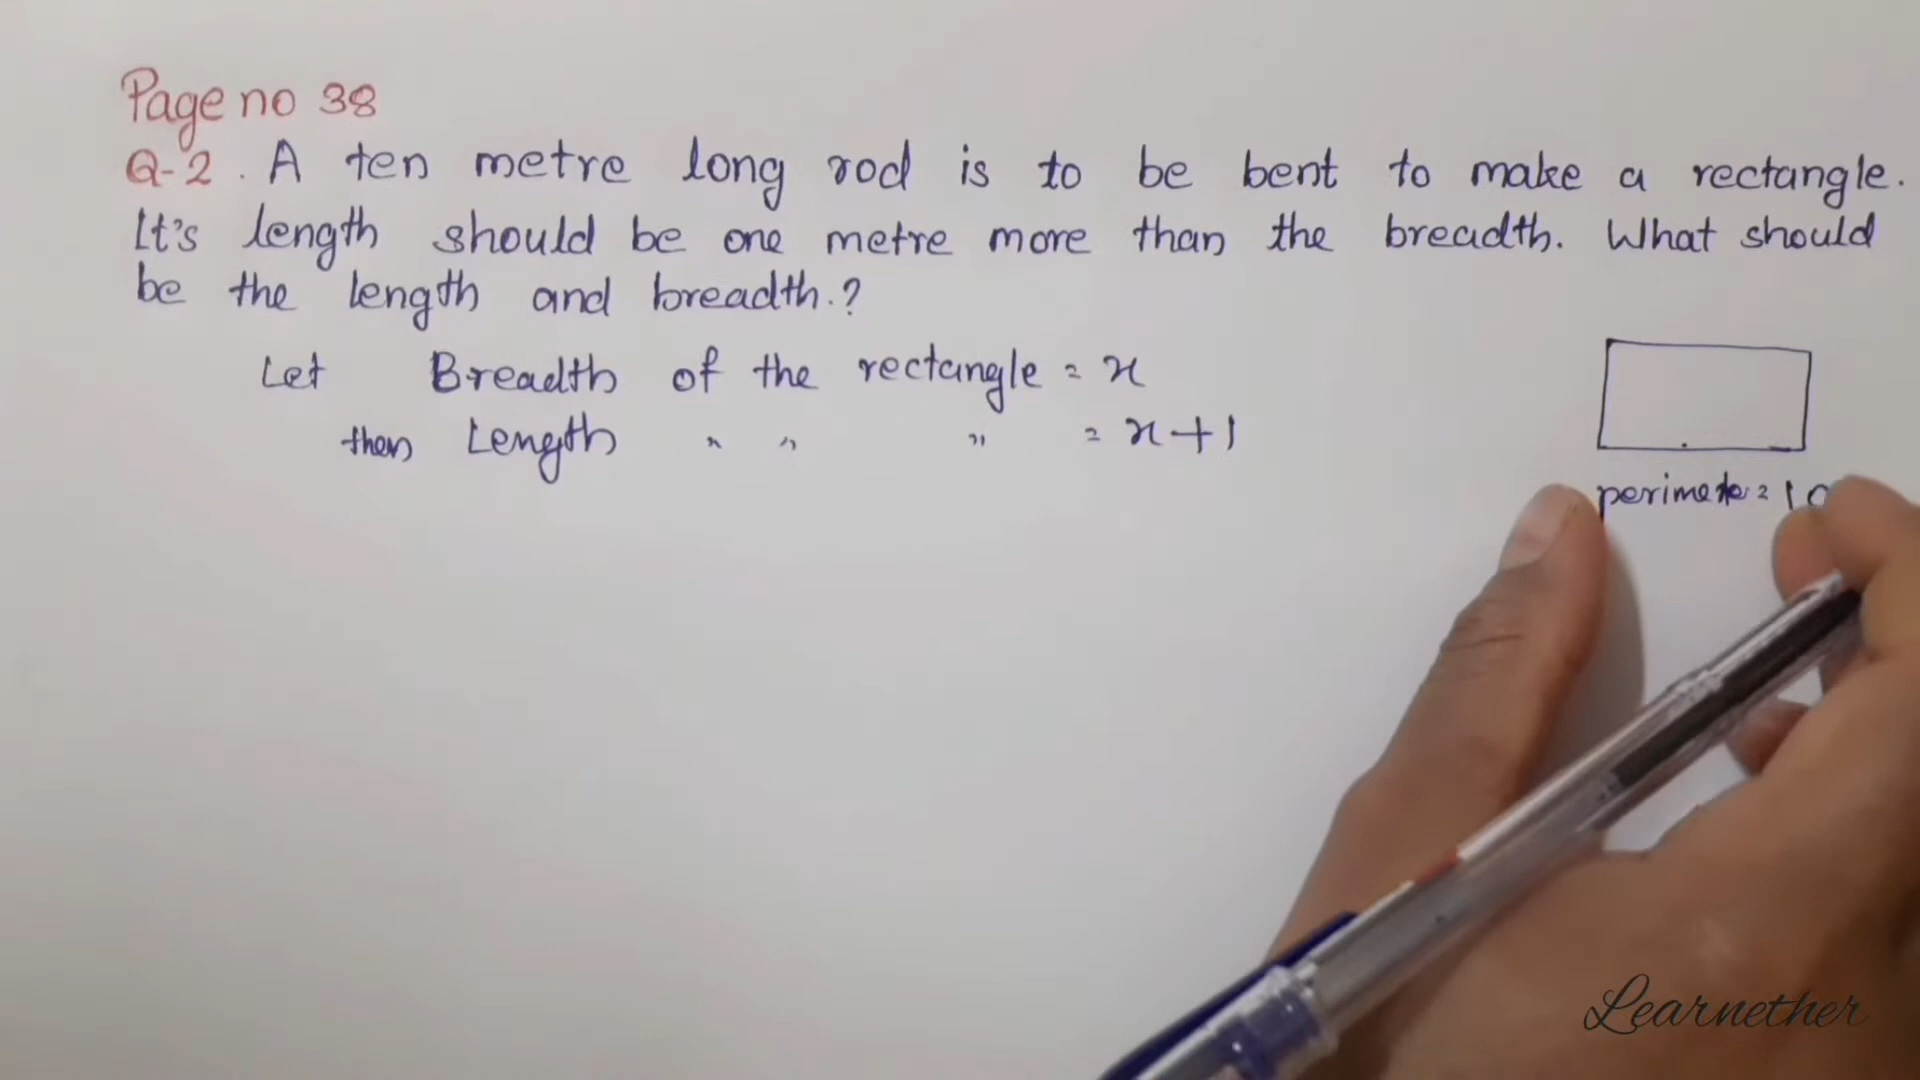 Page no 38
Q-2. A ten metre long rod is to be bent to make a rectangle.
It's length should be one metre more than the breadth. What should
be the length and breadth.?
Let Breadth of the rectangle = x
then Length " " " = x+1
perimete = 10
Learnether